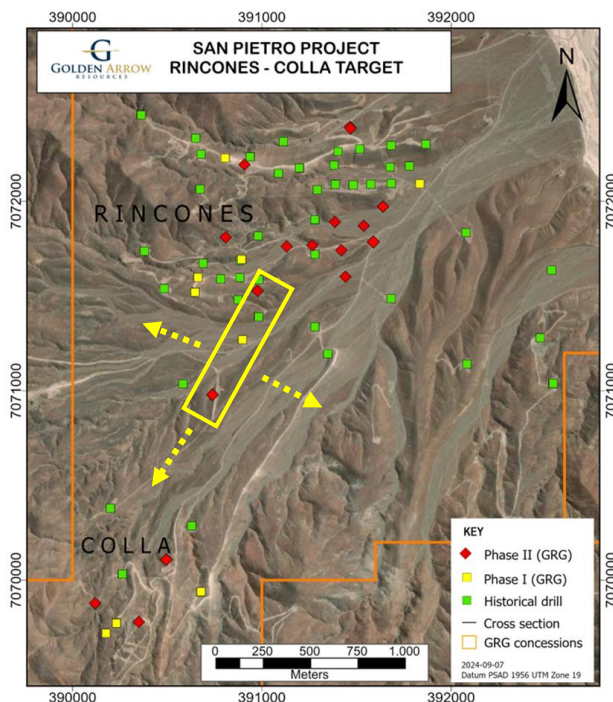 390000 391000 392000
GOLDEN ARROW
RESOURCES
SAN PIETRO PROJECT
RINCONES - COLLA TARGET
N
7072000
7072000
RINCONES
7071000
7071000
COLLA
7070000
7070000
KEY
Phase II (GRG)
Phase I (GRG)
Historical drill
Cross section
GRG concessions
2024-09-07
Datum PSAD 1956 UTM Zone 19
0 250 500 750 1.000
Meters
390000 391000 392000